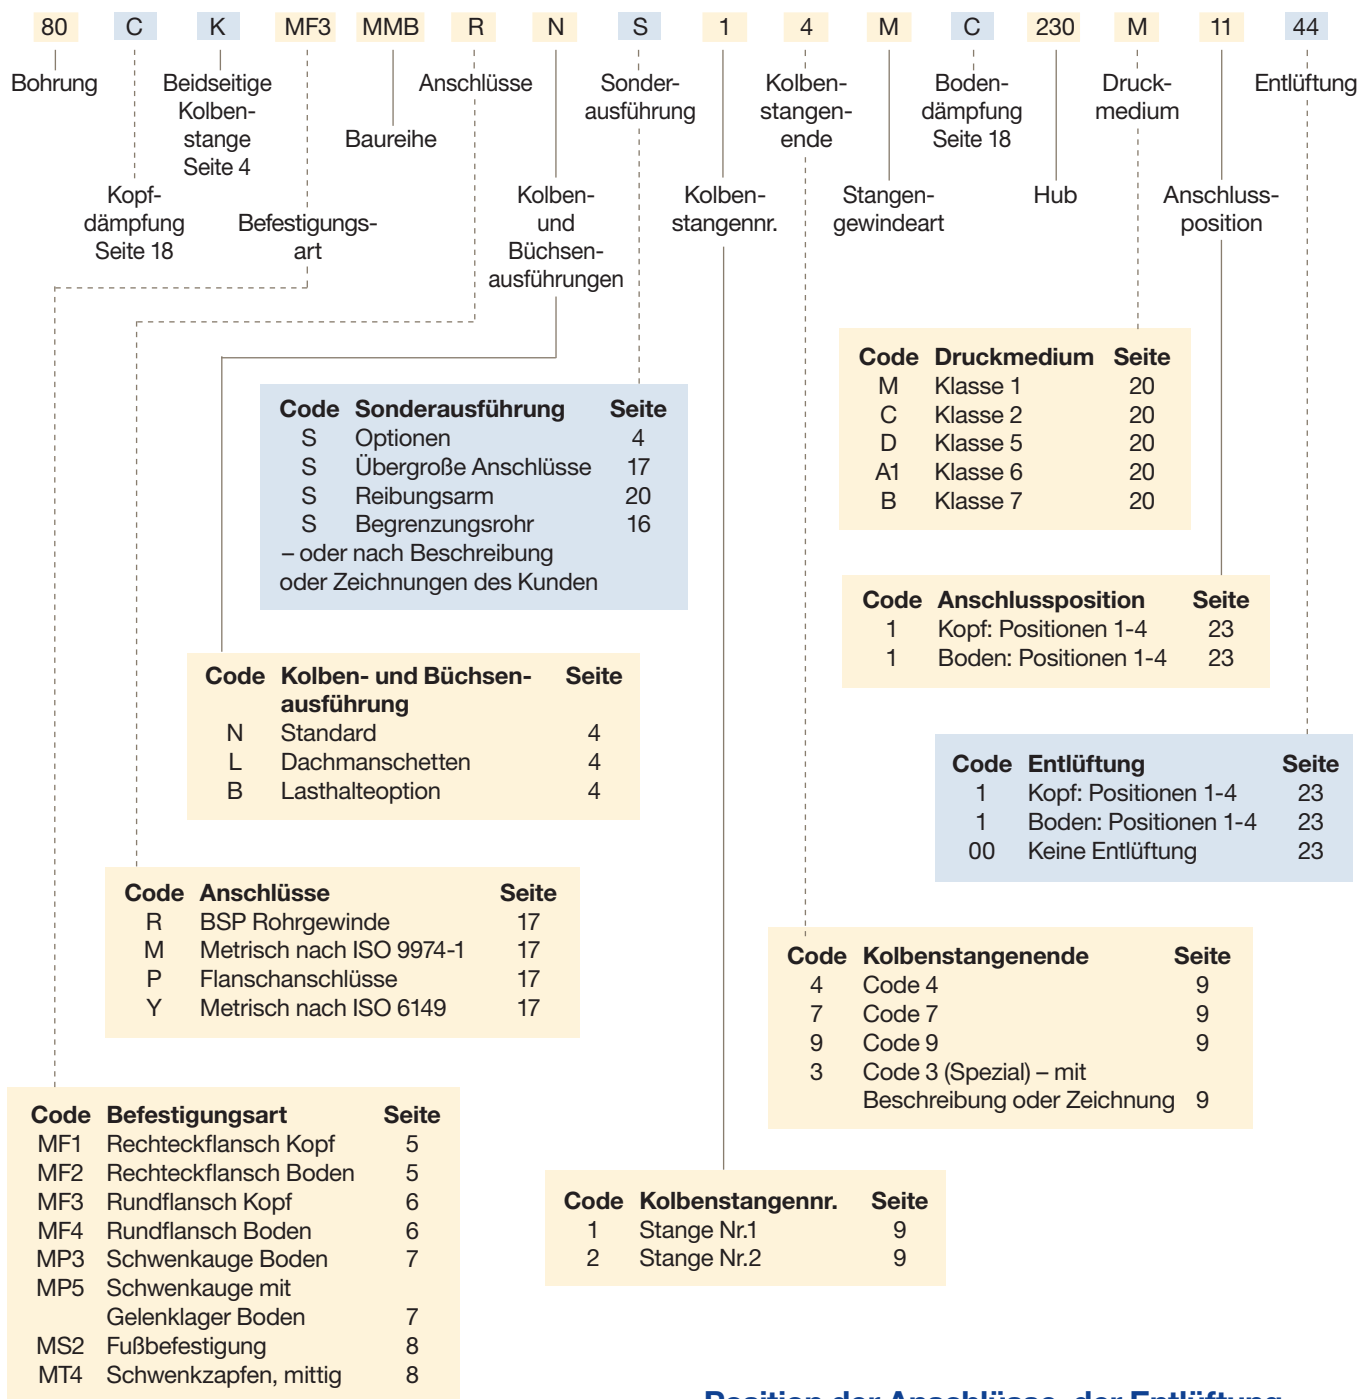 80 C K MF3 MMB R N S 1 4 M C 230 M 11 44
Bohrung
Beidseitige
Kolben-
stange
Seite 4
Anschlüsse
Sonder-
ausführung
Kolben-
stangen-
ende
Boden-
dämpfung
Seite 18
Druck-
medium
Entlüftung
Baureihe
Kopf-
dämpfung
Seite 18
Befestigungs-
art
Kolben-
und
Büchsen-
ausführungen
Kolben-
stangennr.
Stangen-
gewindeart
Hub
Anschluss-
position
Code Druckmedium Seite
M Klasse 1 20
C Klasse 2 20
D Klasse 5 20
A1 Klasse 6 20
B Klasse 7 20
Code Sonderausführung Seite
S Optionen 4
S Übergroße Anschlüsse 17
S Reibungsarm 20
S Begrenzungsrohr 16
– oder nach Beschreibung
oder Zeichnungen des Kunden
Code Anschlussposition Seite
1 Kopf: Positionen 1-4 23
1 Boden: Positionen 1-4 23
Code Kolben- und Büchsen- Seite
ausführung
N Standard 4
L Dachmanschetten 4
B Lasthalteoption 4
Code Entlüftung Seite
1 Kopf: Positionen 1-4 23
1 Boden: Positionen 1-4 23
00 Keine Entlüftung 23
Code Anschlüsse Seite
R BSP Rohrgewinde 17
M Metrisch nach ISO 9974-1 17
P Flanschanschlüsse 17
Y Metrisch nach ISO 6149 17
Code Kolbenstangenende Seite
4 Code 4 9
7 Code 7 9
9 Code 9 9
3 Code 3 (Spezial) – mit
Beschreibung oder Zeichnung 9
Code Befestigungsart Seite
MF1 Rechteckflansch Kopf 5
MF2 Rechteckflansch Boden 5
MF3 Rundflansch Kopf 6
MF4 Rundflansch Boden 6
MP3 Schwenkauge Boden 7
MP5 Schwenkauge mit
Gelenklager Boden 7
MS2 Fußbefestigung 8
MT4 Schwenkzapfen, mittig 8
Code Kolbenstangennr. Seite
1 Stange Nr.1 9
2 Stange Nr.2 9
Position der Anschlüsse, der Entlüftung